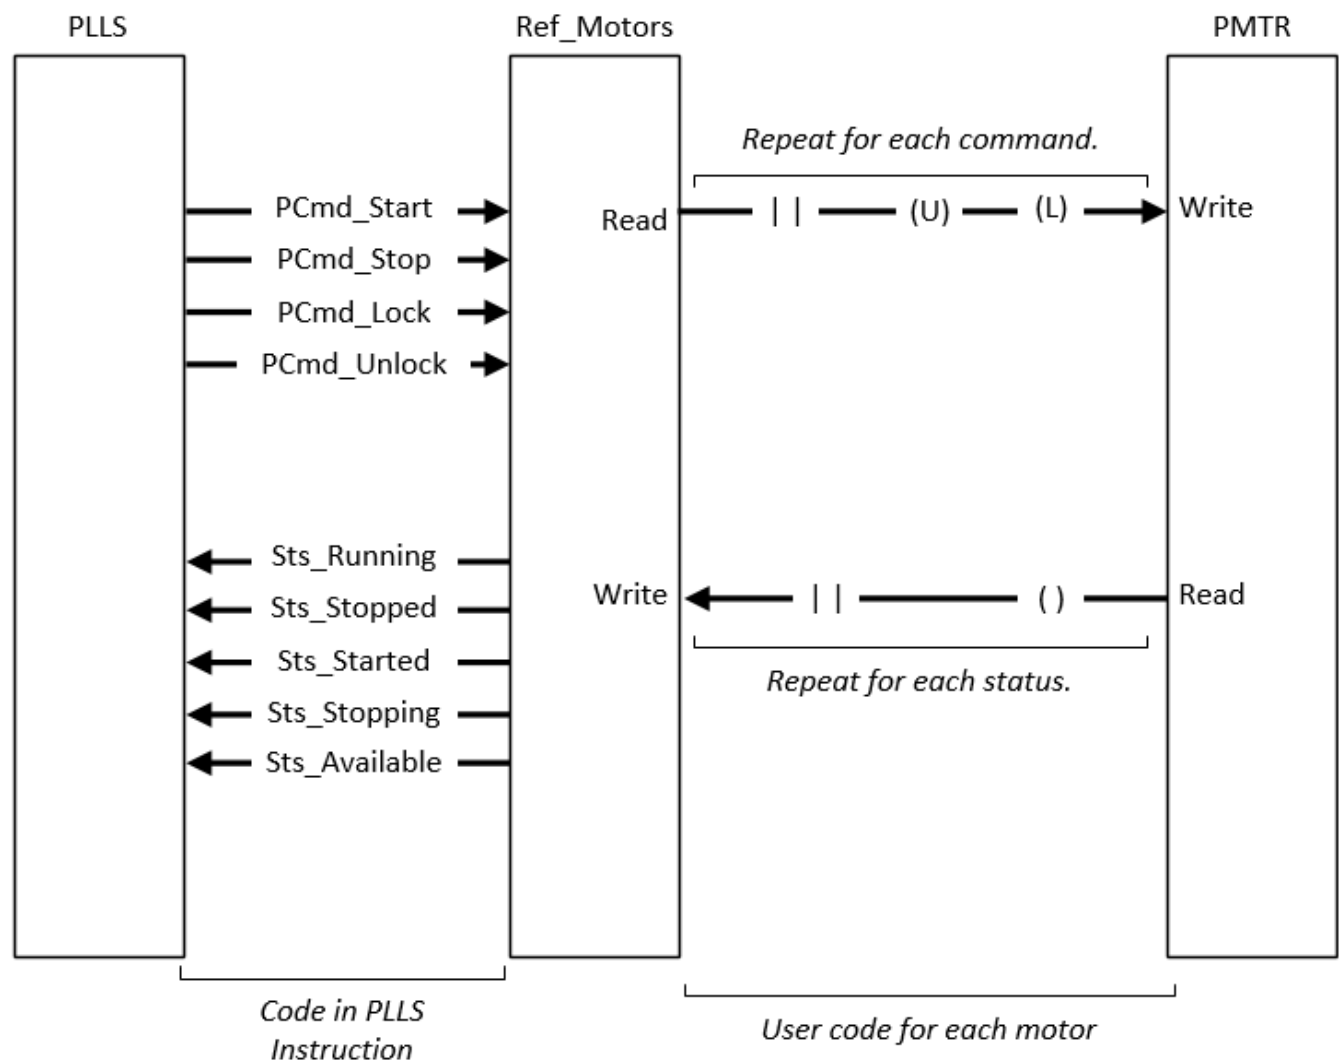 PLLS
Ref_Motors
PMTR
Repeat for each command.
PCmd_Start
Read
| |
(U)
(L)
Write
PCmd_Stop
PCmd_Lock
PCmd_Unlock
Sts_Running
Write
| |
( )
Read
Sts_Stopped
Sts_Started
Repeat for each status.
Sts_Stopping
Sts_Available
Code in PLLS
Instruction
User code for each motor